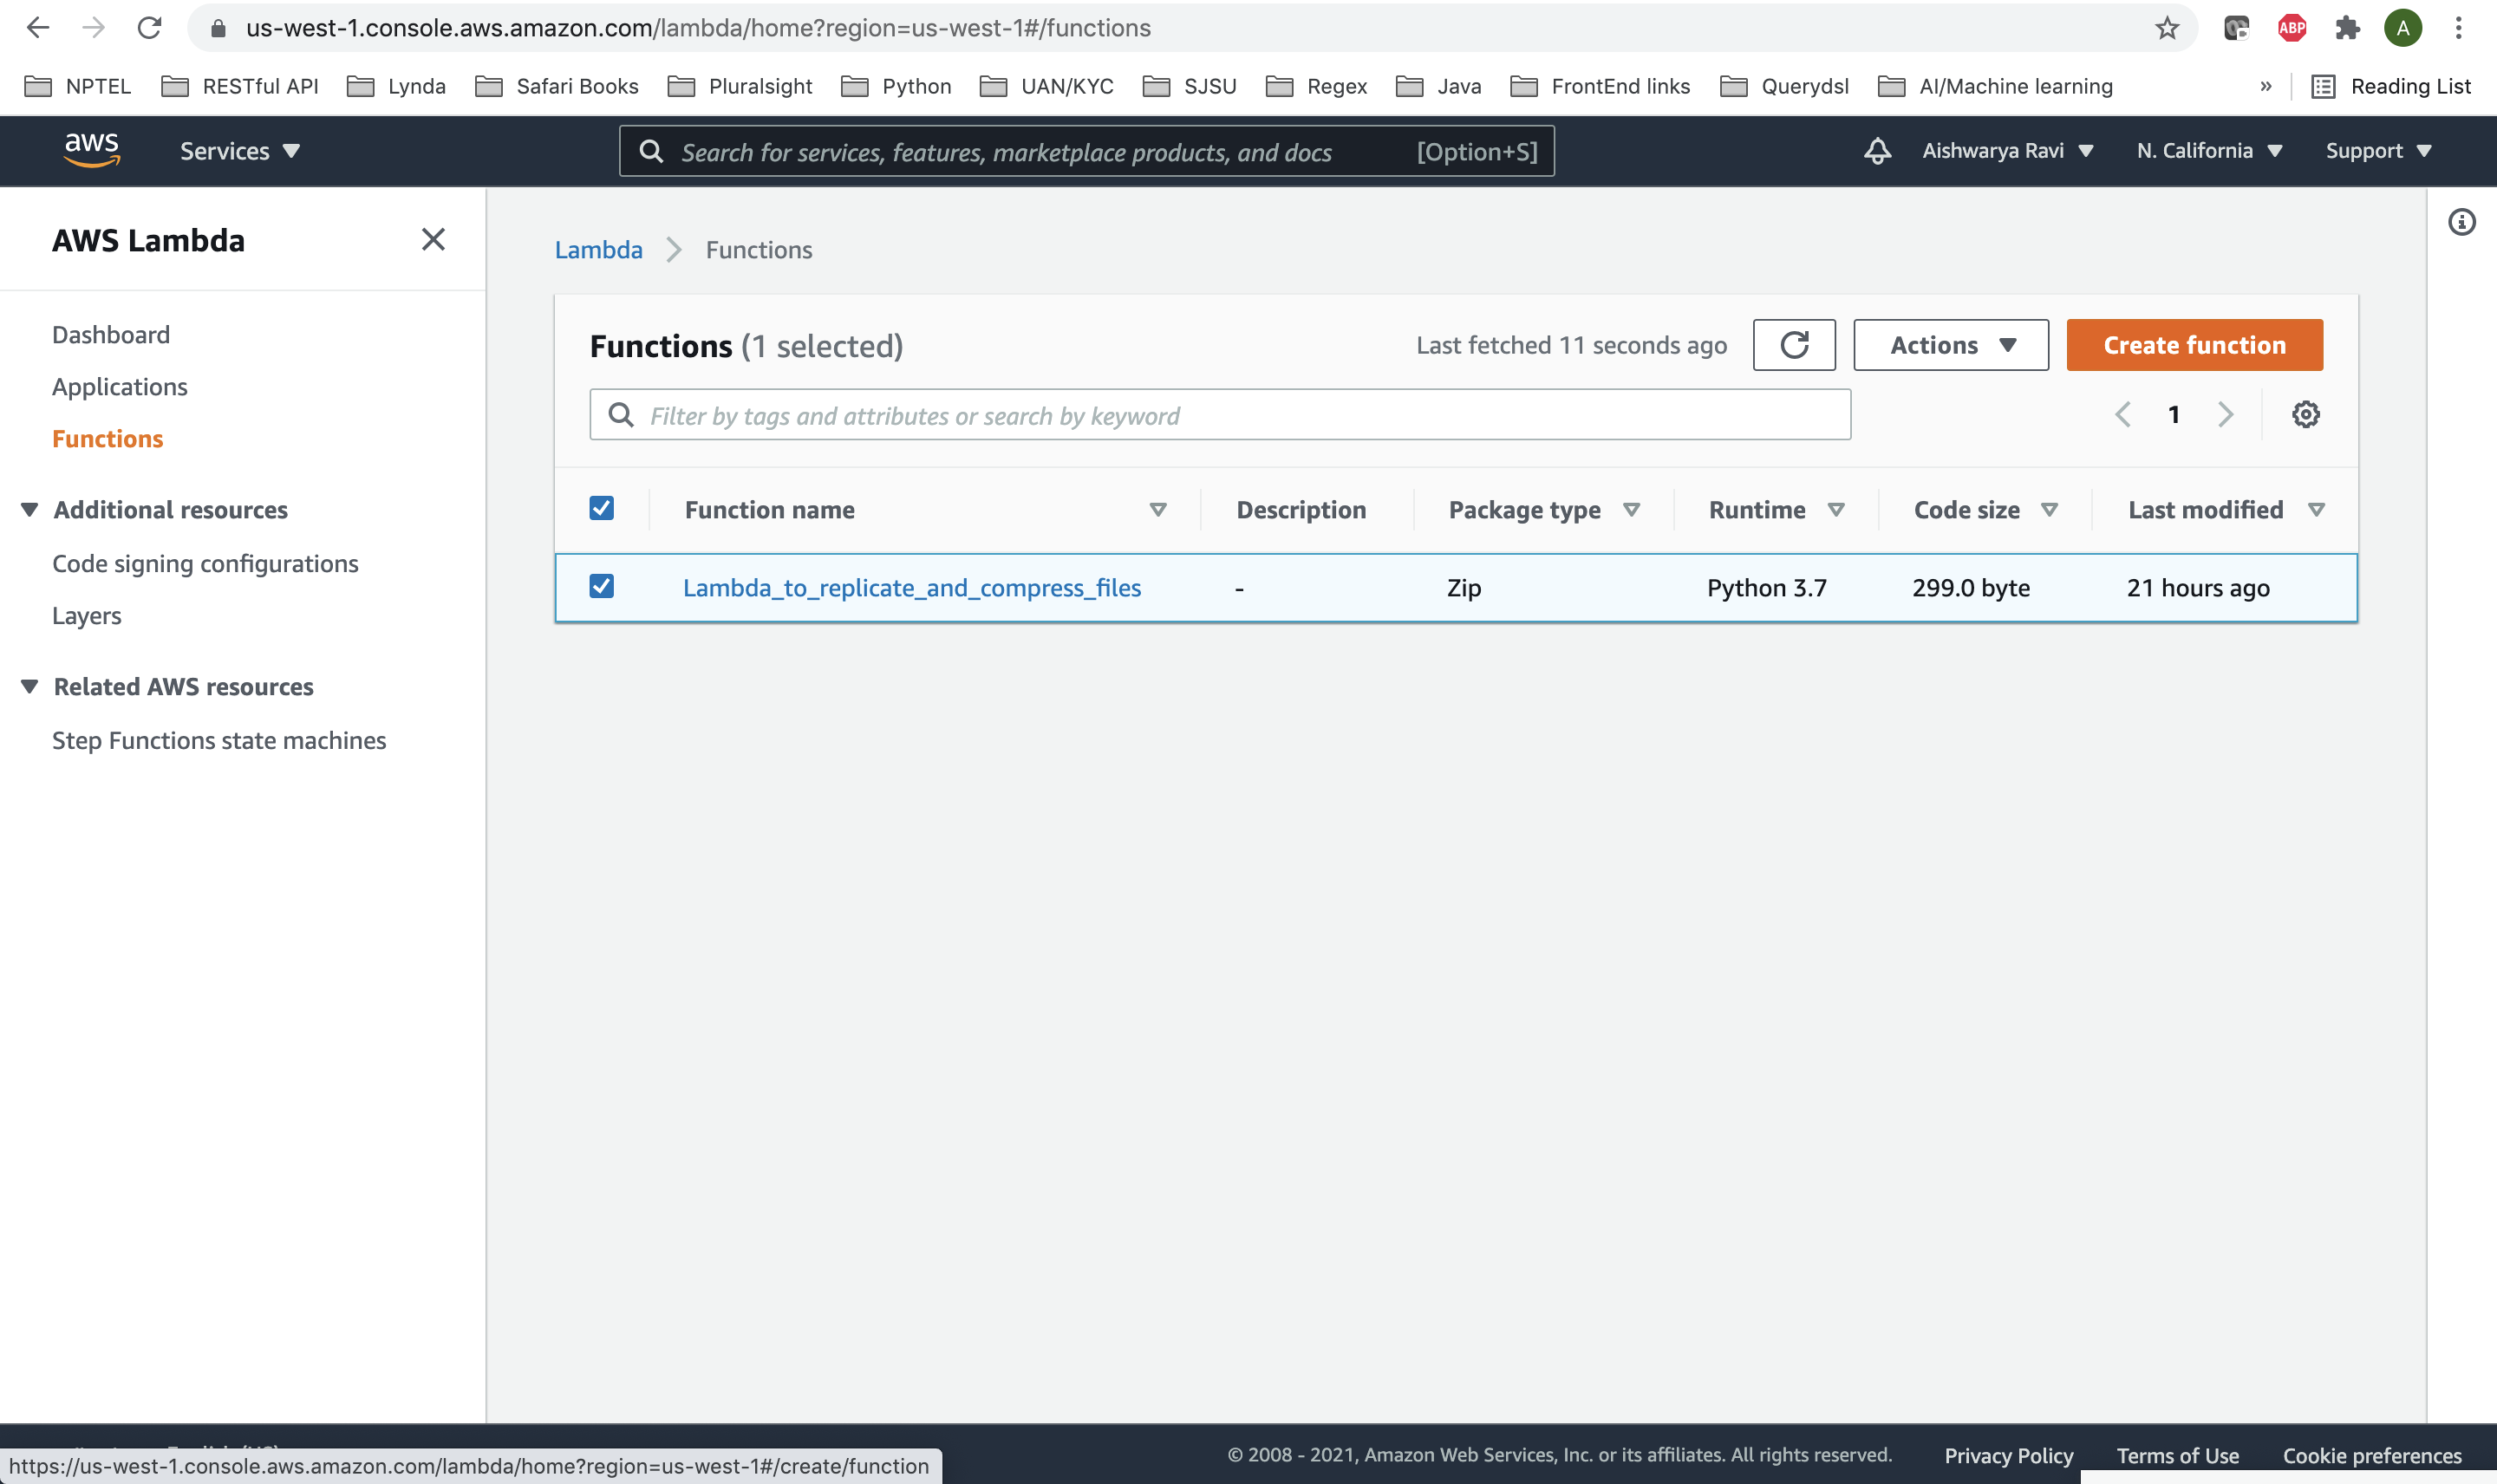 us-west-1.console.aws.amazon.com/lambda/home?region=us-west-1#/functions
ABP
A
NPTEL RESTful API Lynda Safari Books Pluralsight Python UAN/KYC SJSU Regex Java FrontEnd links Querydsl AI/Machine learning » Reading List
aws Services Search for services, features, marketplace products, and docs [Option+S] Aishwarya Ravi N. California Support
AWS Lambda
Dashboard
Applications
Functions
Additional resources
Code signing configurations
Layers
Related AWS resources
Step Functions state machines
Lambda Functions
Functions (1 selected) Last fetched 11 seconds ago Actions Create function
Filter by tags and attributes or search by keyword 1
Function name Description Package type Runtime Code size Last modified
Lambda_to_replicate_and_compress_files - Zip Python 3.7 299.0 byte 21 hours ago
© 2008 - 2021, Amazon Web Services, Inc. or its affiliates. All rights reserved. Privacy Policy Terms of Use Cookie preferences
https://us-west-1.console.aws.amazon.com/lambda/home?region=us-west-1#/create/function